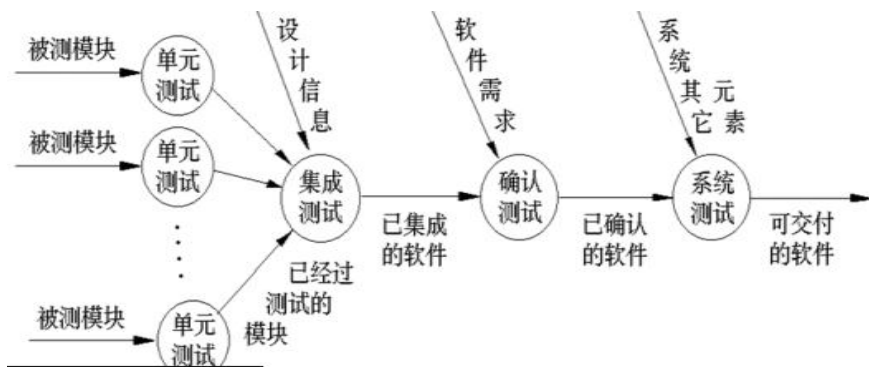 被测模块
单元
测试
被测模块
单元
测试
被测模块
单元
测试
设计信息
集成
测试
已经过
测试的
模块
已集成
的软件
软件需求
确认
测试
已确认
的软件
系统其它元素
系统
测试
可交付
的软件